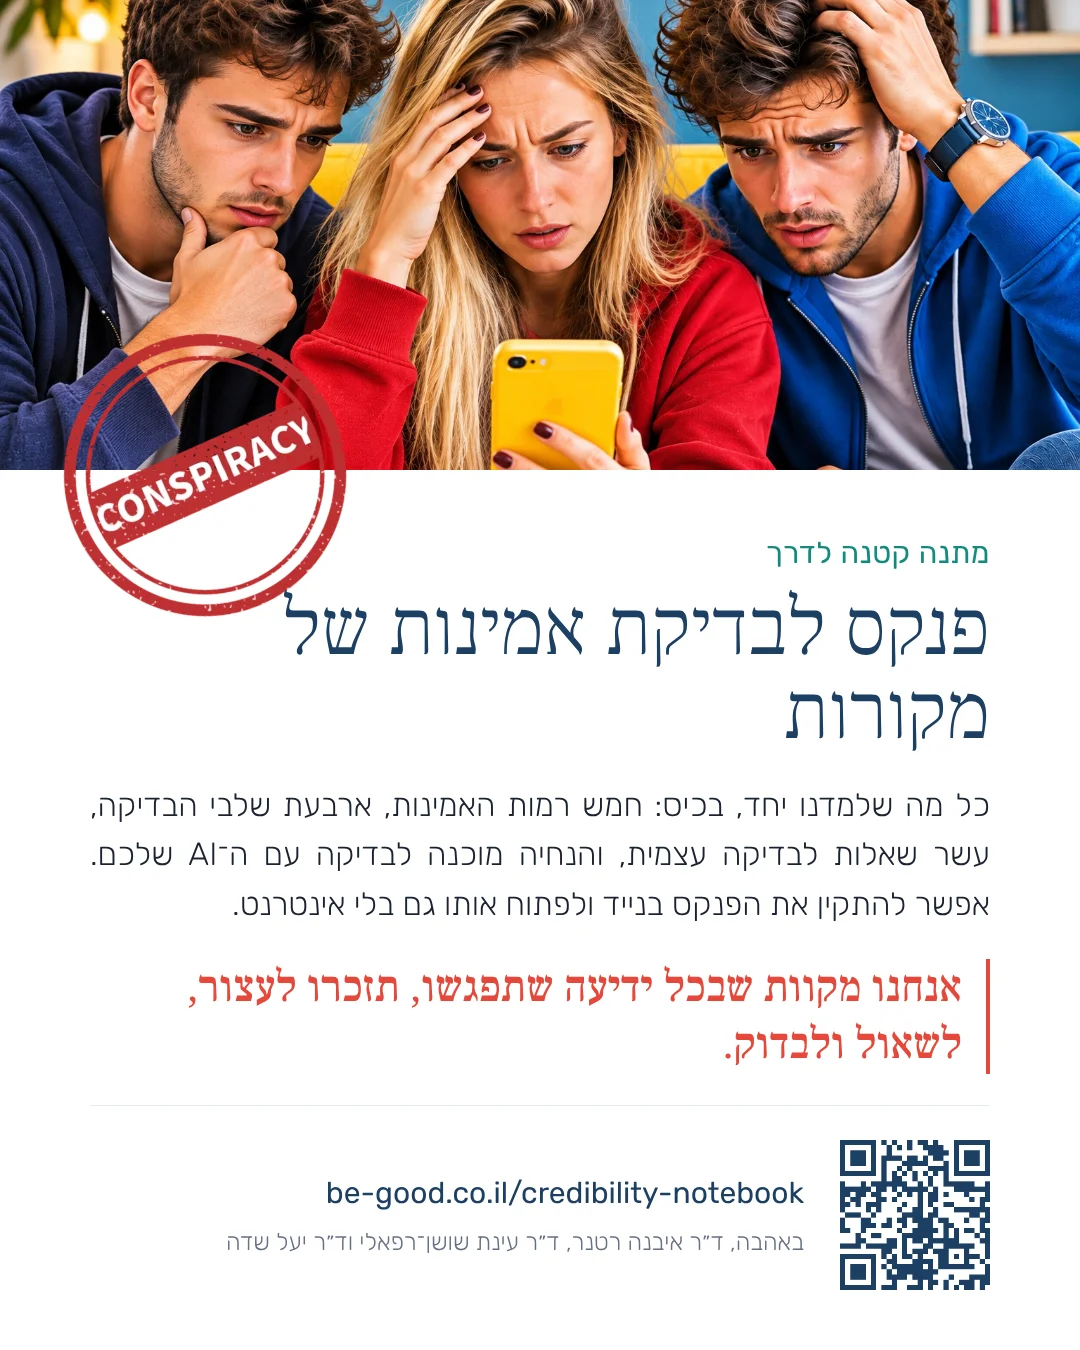 CONSPIRACY
מתנה קטנה לדרך
פנקס לבדיקת אמינות של
מקורות
כל מה שלמדנו יחד, בכיס: חמש רמות האמינות, ארבעת שלבי הבדיקה,
עשר שאלות לבדיקה עצמית, והנחיה מוכנה לבדיקה עם ה־AI שלכם.
אפשר להתקין את הפנקס בנייד ולפתוח אותו גם בלי אינטרנט.
אנחנו מקוות שבכל ידיעה שתפגשו, תזכרו לעצור,
לשאול ולבדוק.
be-good.co.il/credibility-notebook
באהבה, ד״ר איבנה רטנר, ד״ר עינת שושן־רפאלי וד״ר יעל שדה